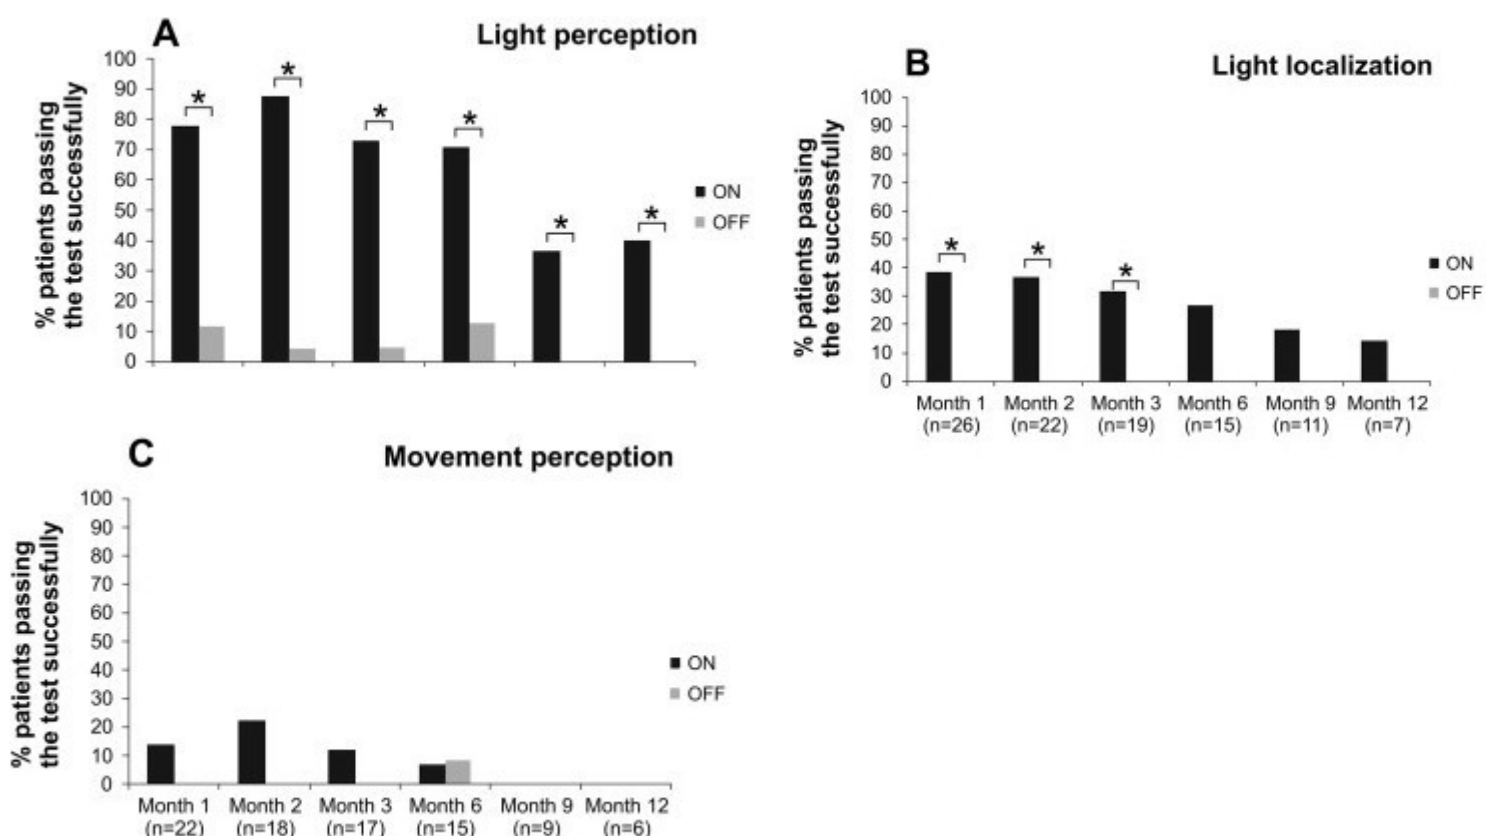 A
Light perception
% patients passing
the test successfully
100
90
80
70
60
50
40
30
20
10
0
*
*
*
*
*
*
ON
OFF
B
Light localization
% patients passing
the test successfully
100
90
80
70
60
50
40
30
20
10
0
*
*
*
ON
OFF
Month 1 Month 2 Month 3 Month 6 Month 9 Month 12
(n=26) (n=22) (n=19) (n=15) (n=11) (n=7)
C
Movement perception
% patients passing
the test successfully
100
90
80
70
60
50
40
30
20
10
0
ON
OFF
Month 1 Month 2 Month 3 Month 6 Month 9 Month 12
(n=22) (n=18) (n=17) (n=15) (n=9) (n=6)